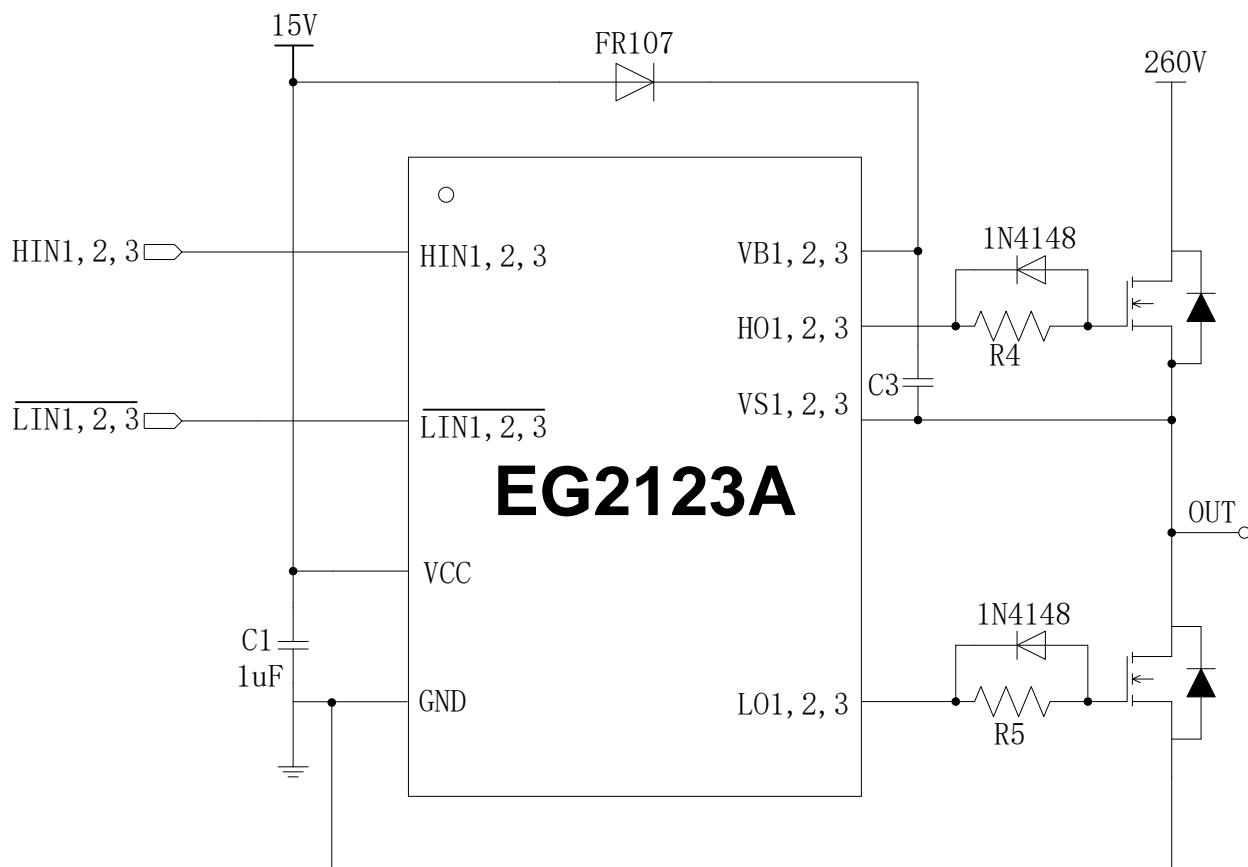 15V
FR107
260V
HIN1,2,3
HIN1,2,3
VB1,2,3
1N4148
HO1,2,3
R4
C3
LIN1,2,3
LIN1,2,3
VS1,2,3
EG2123A
OUT
VCC
C1
1uF
1N4148
GND
LO1,2,3
R5